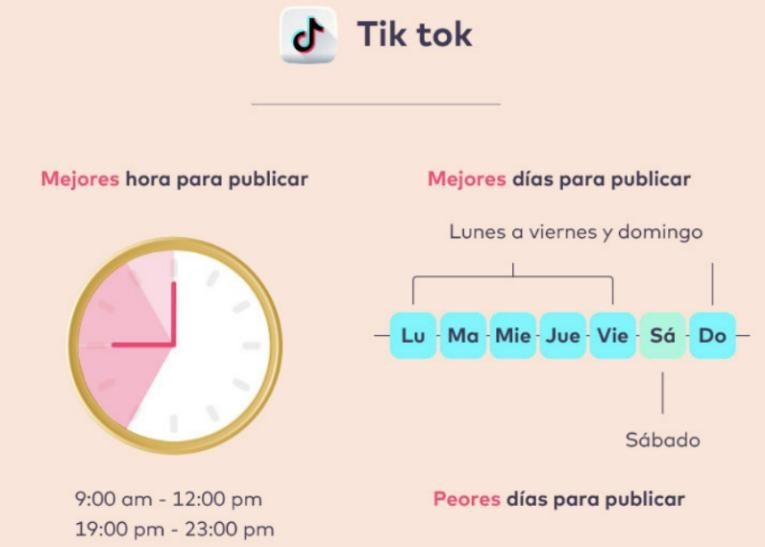 Tik tok
Mejores hora para publicar
9:00 am - 12:00 pm
19:00 pm - 23:00 pm
Mejores días para publicar
Lunes a viernes y domingo
Lu Ma Mie Jue Vie Sá Do
Sábado
Peores días para publicar